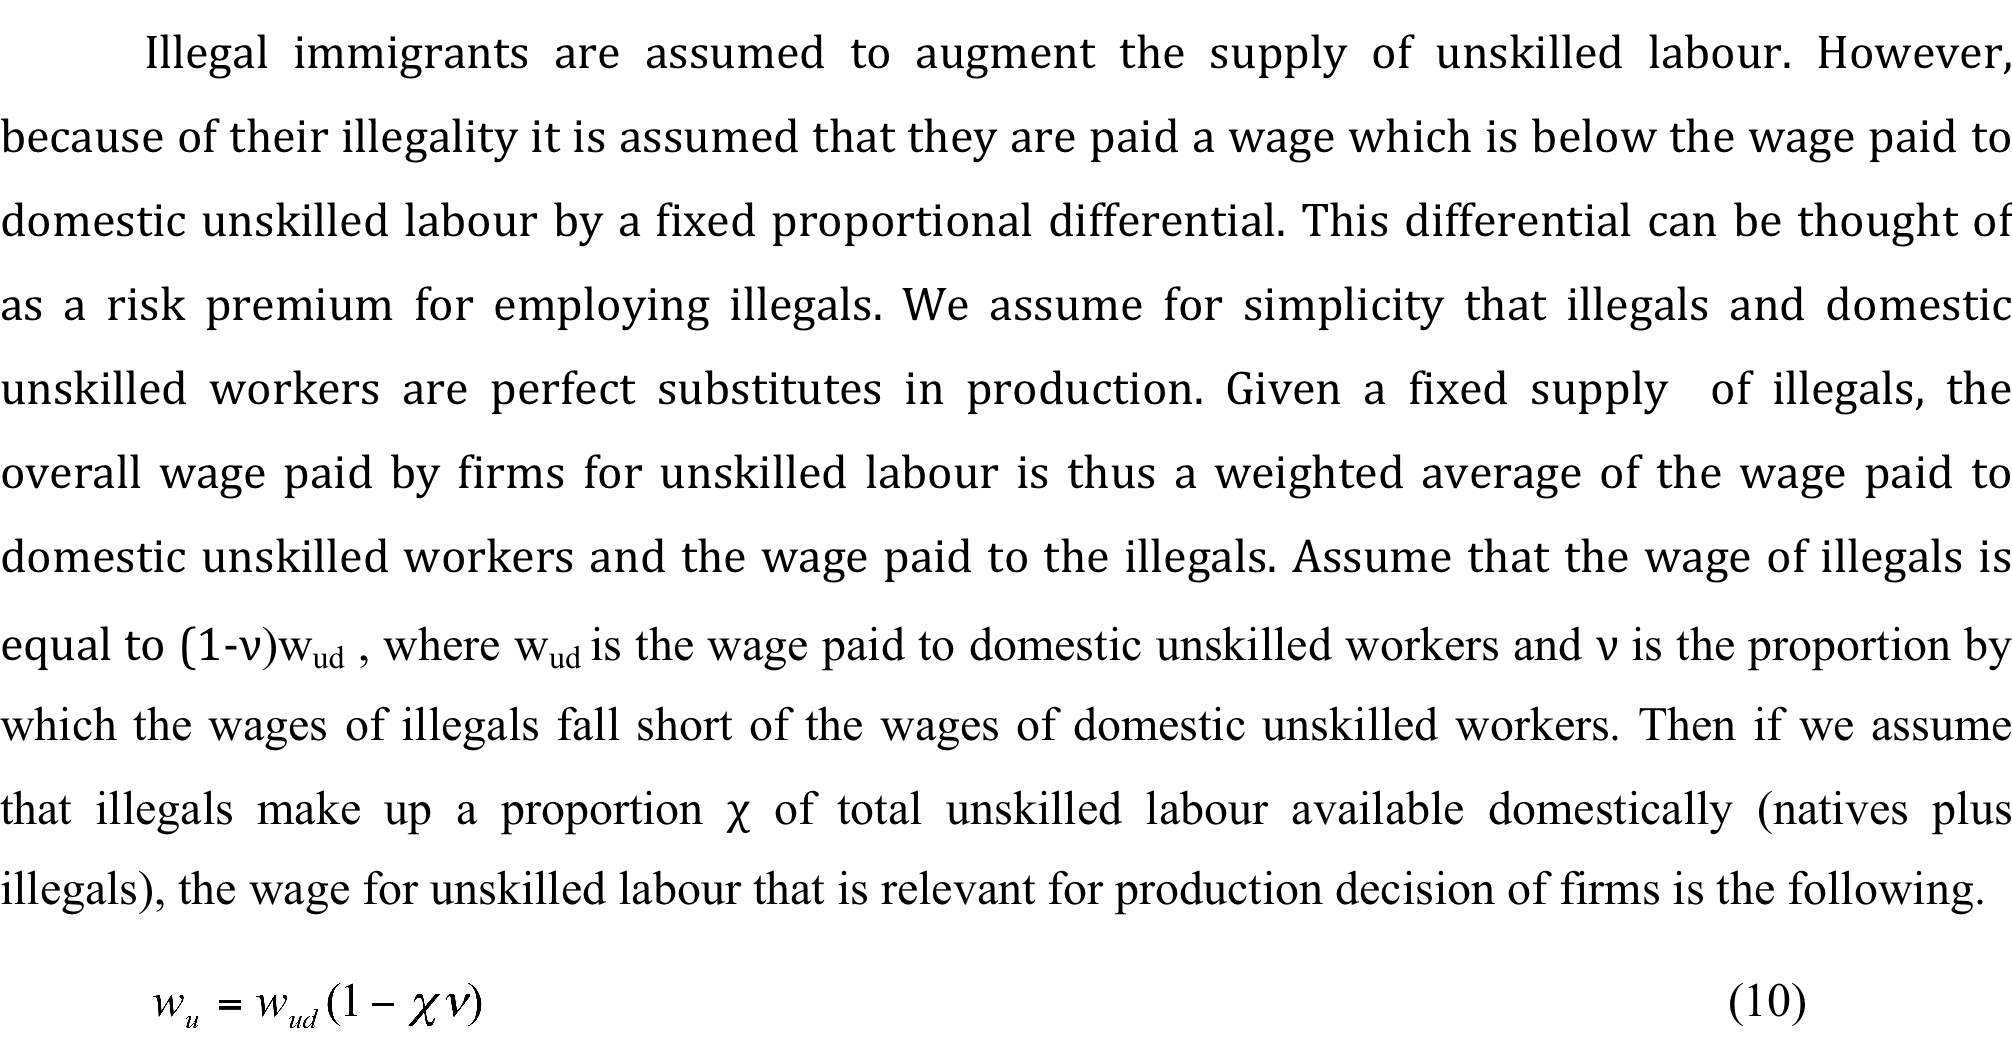 Illegal immigrants are assumed to augment the supply of unskilled labour. However,
because of their illegality it is assumed that they are paid a wage which is below the wage paid to
domestic unskilled labour by a fixed proportional differential. This differential can be thought of
as a risk premium for employing illegals. We assume for simplicity that illegals and domestic
unskilled workers are perfect substitutes in production. Given a fixed supply of illegals, the
overall wage paid by firms for unskilled labour is thus a weighted average of the wage paid to
domestic unskilled workers and the wage paid to the illegals. Assume that the wage of illegals is
equal to (1-ν)w_ud , where w_ud is the wage paid to domestic unskilled workers and ν is the proportion by
which the wages of illegals fall short of the wages of domestic unskilled workers. Then if we assume
that illegals make up a proportion χ of total unskilled labour available domestically (natives plus
illegals), the wage for unskilled labour that is relevant for production decision of firms is the following.
w_u = w_ud (1 − χν) (10)